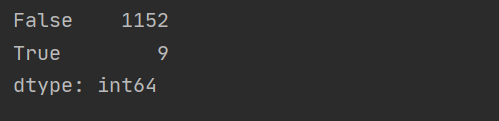 False    1152
True        9
dtype: int64